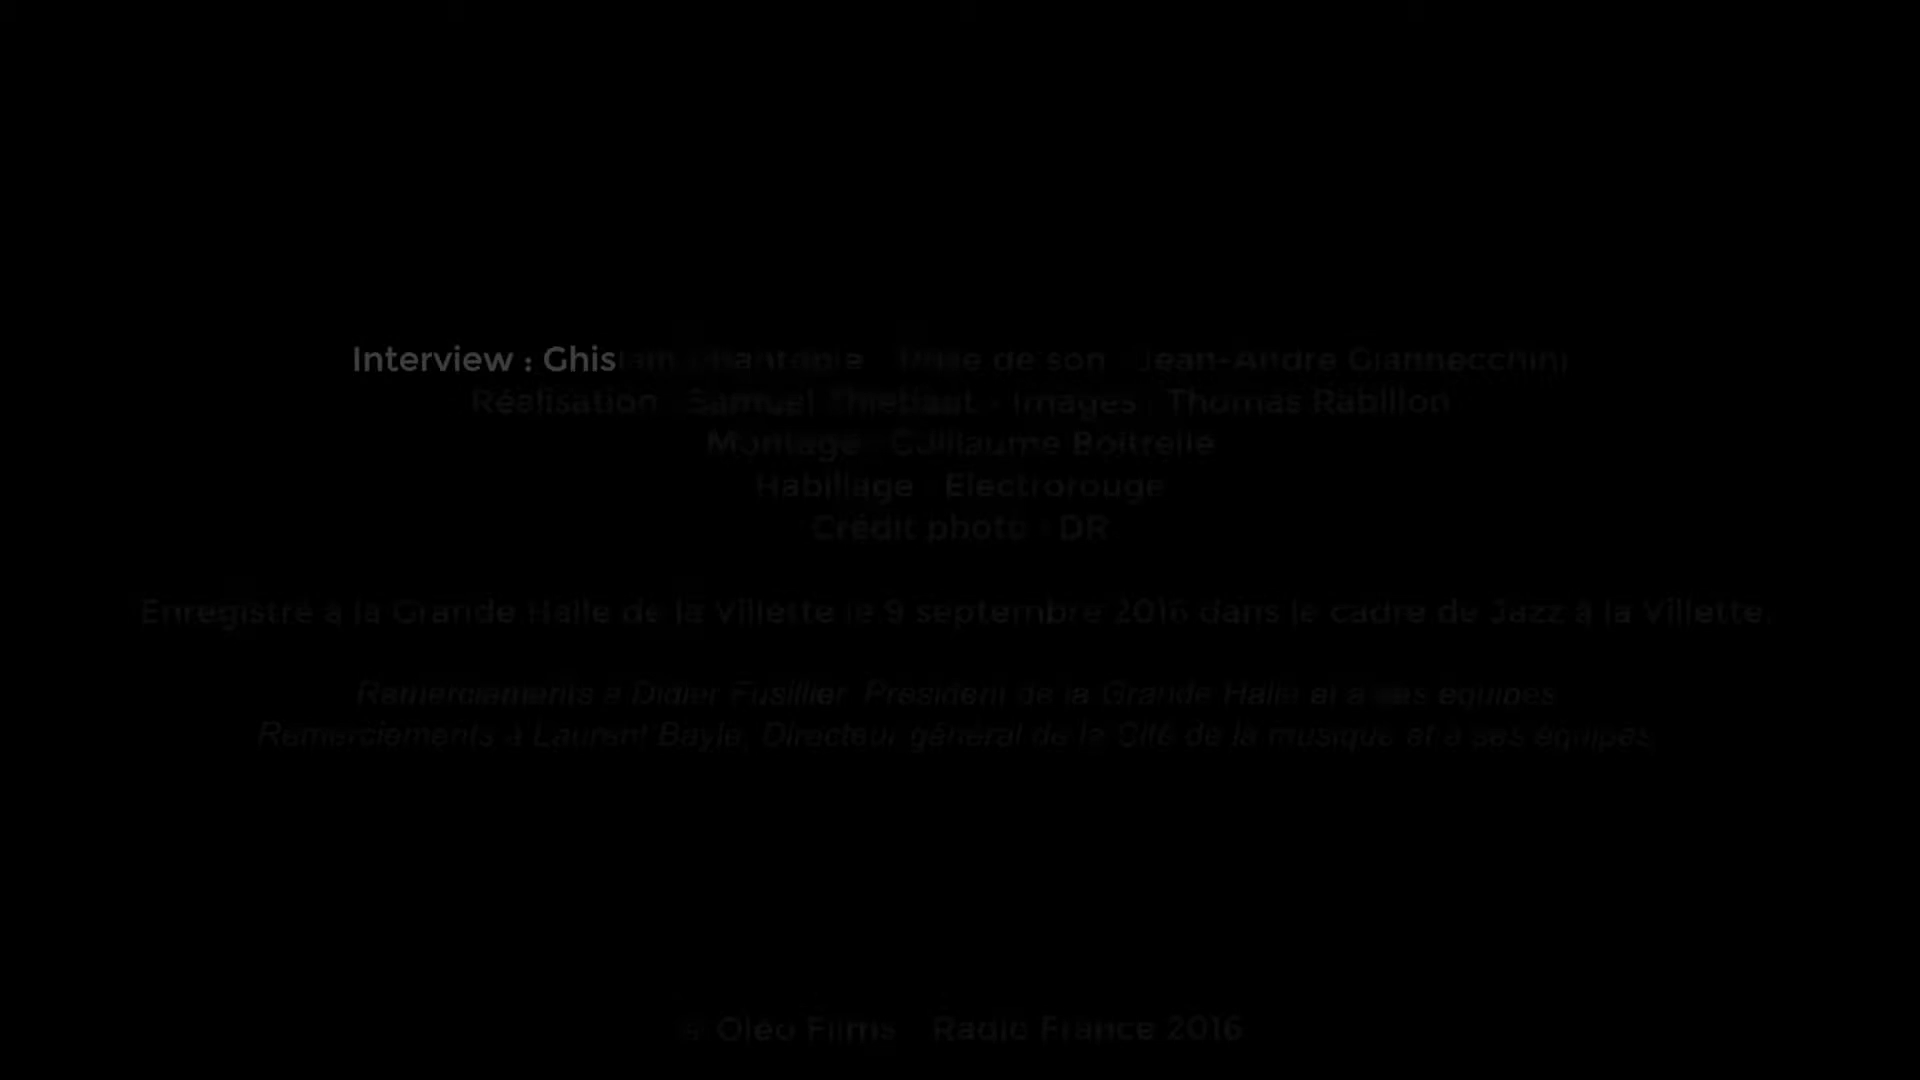 Interview : Ghislain Chantepie - Prise de son : Jean-André Giannecchini
Réalisation : Samuel Thiebaut - Images : Thomas Rabillon
Montage : Guillaume Boitrelle
Habillage : Electrorouge
Crédit photo : DR
Enregistré à la Grande Halle de la Villette le 9 septembre 2016 dans le cadre de Jazz à la Villette.
Remerciements à Didier Fusillier, Président de la Grande Halle et à ses équipes
Remerciements à Laurent Bayle, Directeur général de la Cité de la musique et à ses équipes
Oléo Films - Radio France 2016